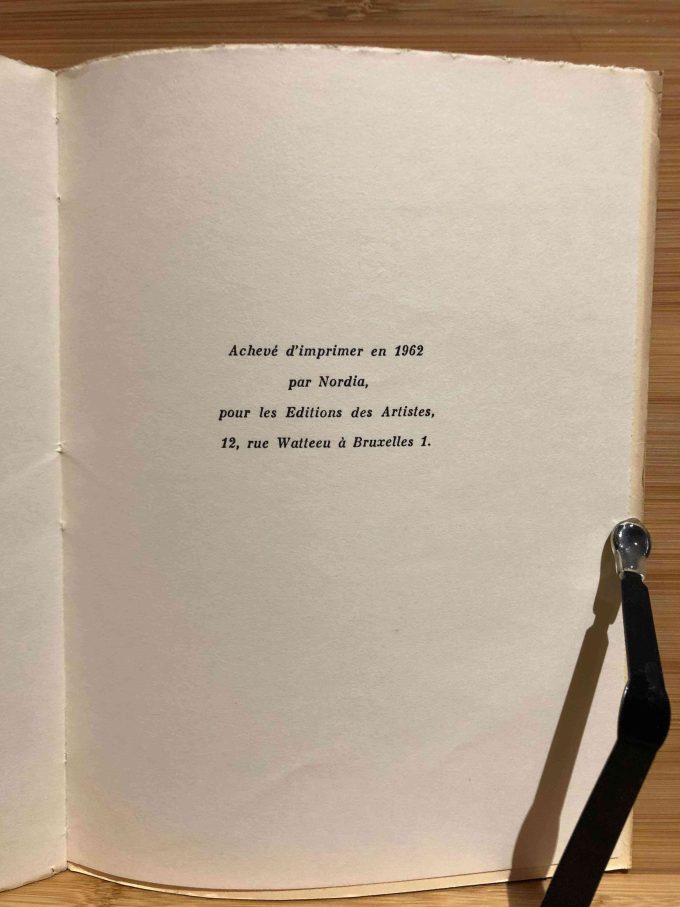 Achevé d'imprimer en 1962
par Nordia,
pour les Editions des Artistes,
12, rue Watteeu à Bruxelles 1.